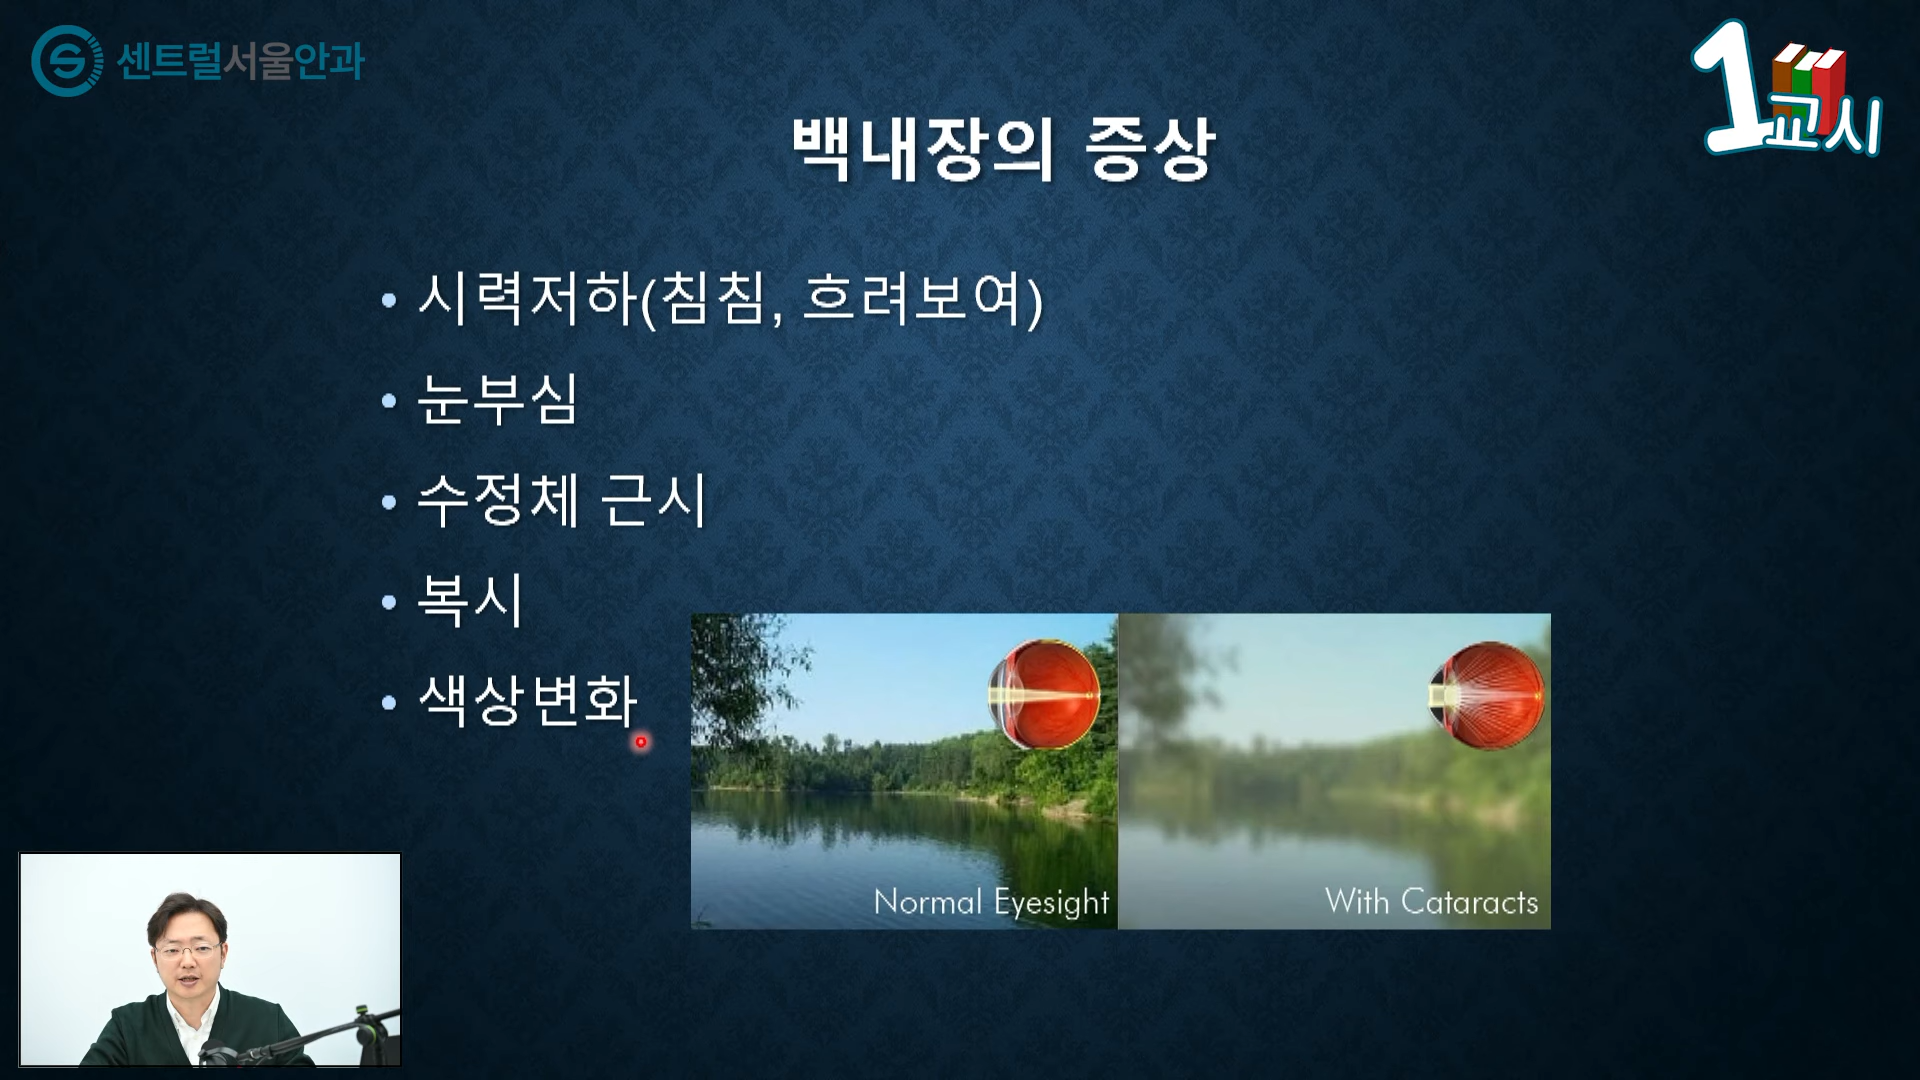 센트럴서울안과
1교시
백내장의 증상
• 시력저하(침침, 흐려보여)
• 눈부심
• 수정체 근시
• 복시
• 색상변화
Normal Eyesight
With Cataracts